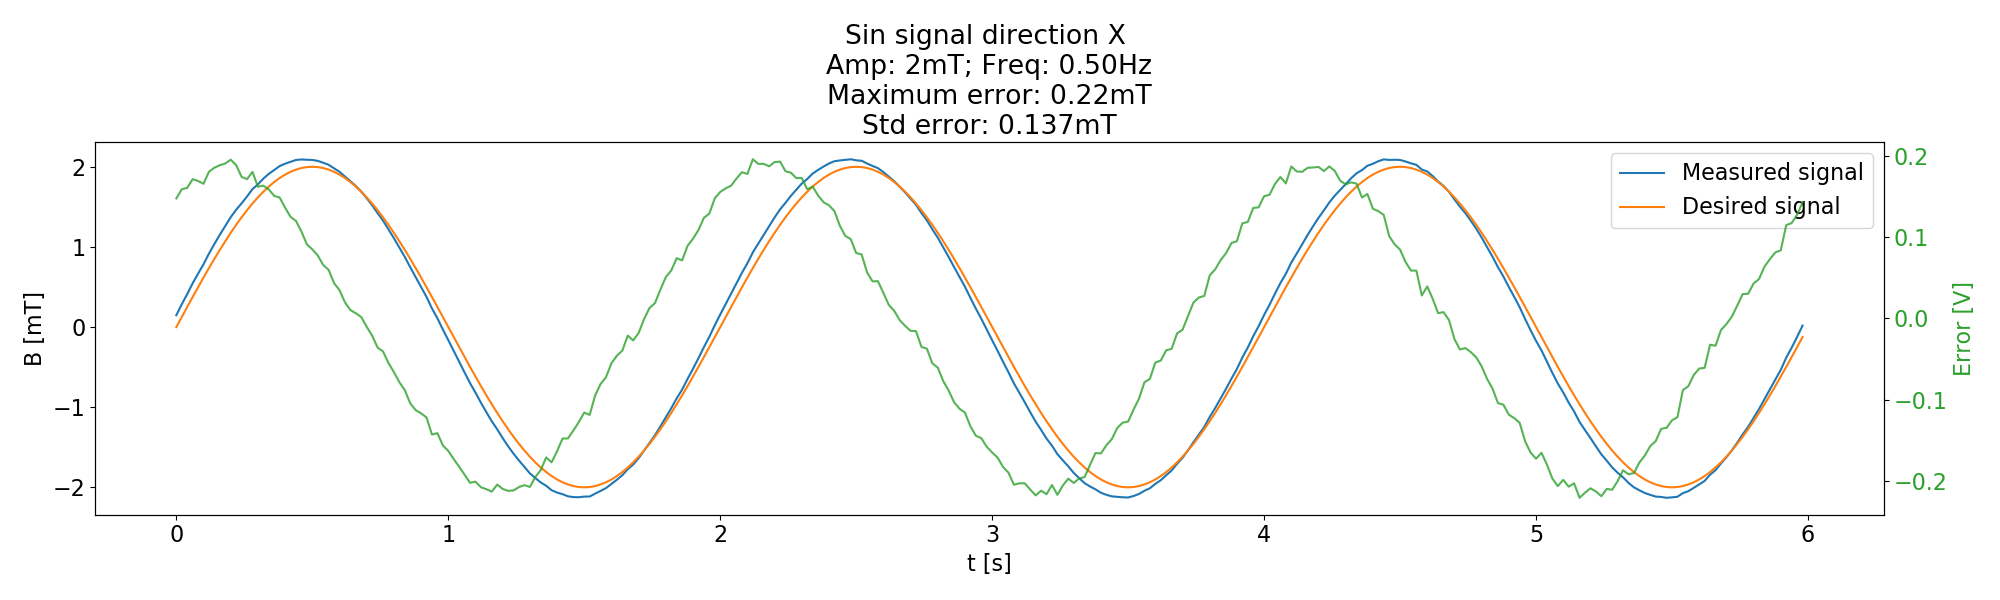 Sin signal direction X
Amp: 2mT; Freq: 0.50Hz
Maximum error: 0.22mT
Std error: 0.137mT
Measured signal
Desired signal
B [mT]
2
1
0
−1
−2
0.2
0.1
0.0
−0.1
−0.2
Error [V]
0 1 2 3 4 5 6
t [s]